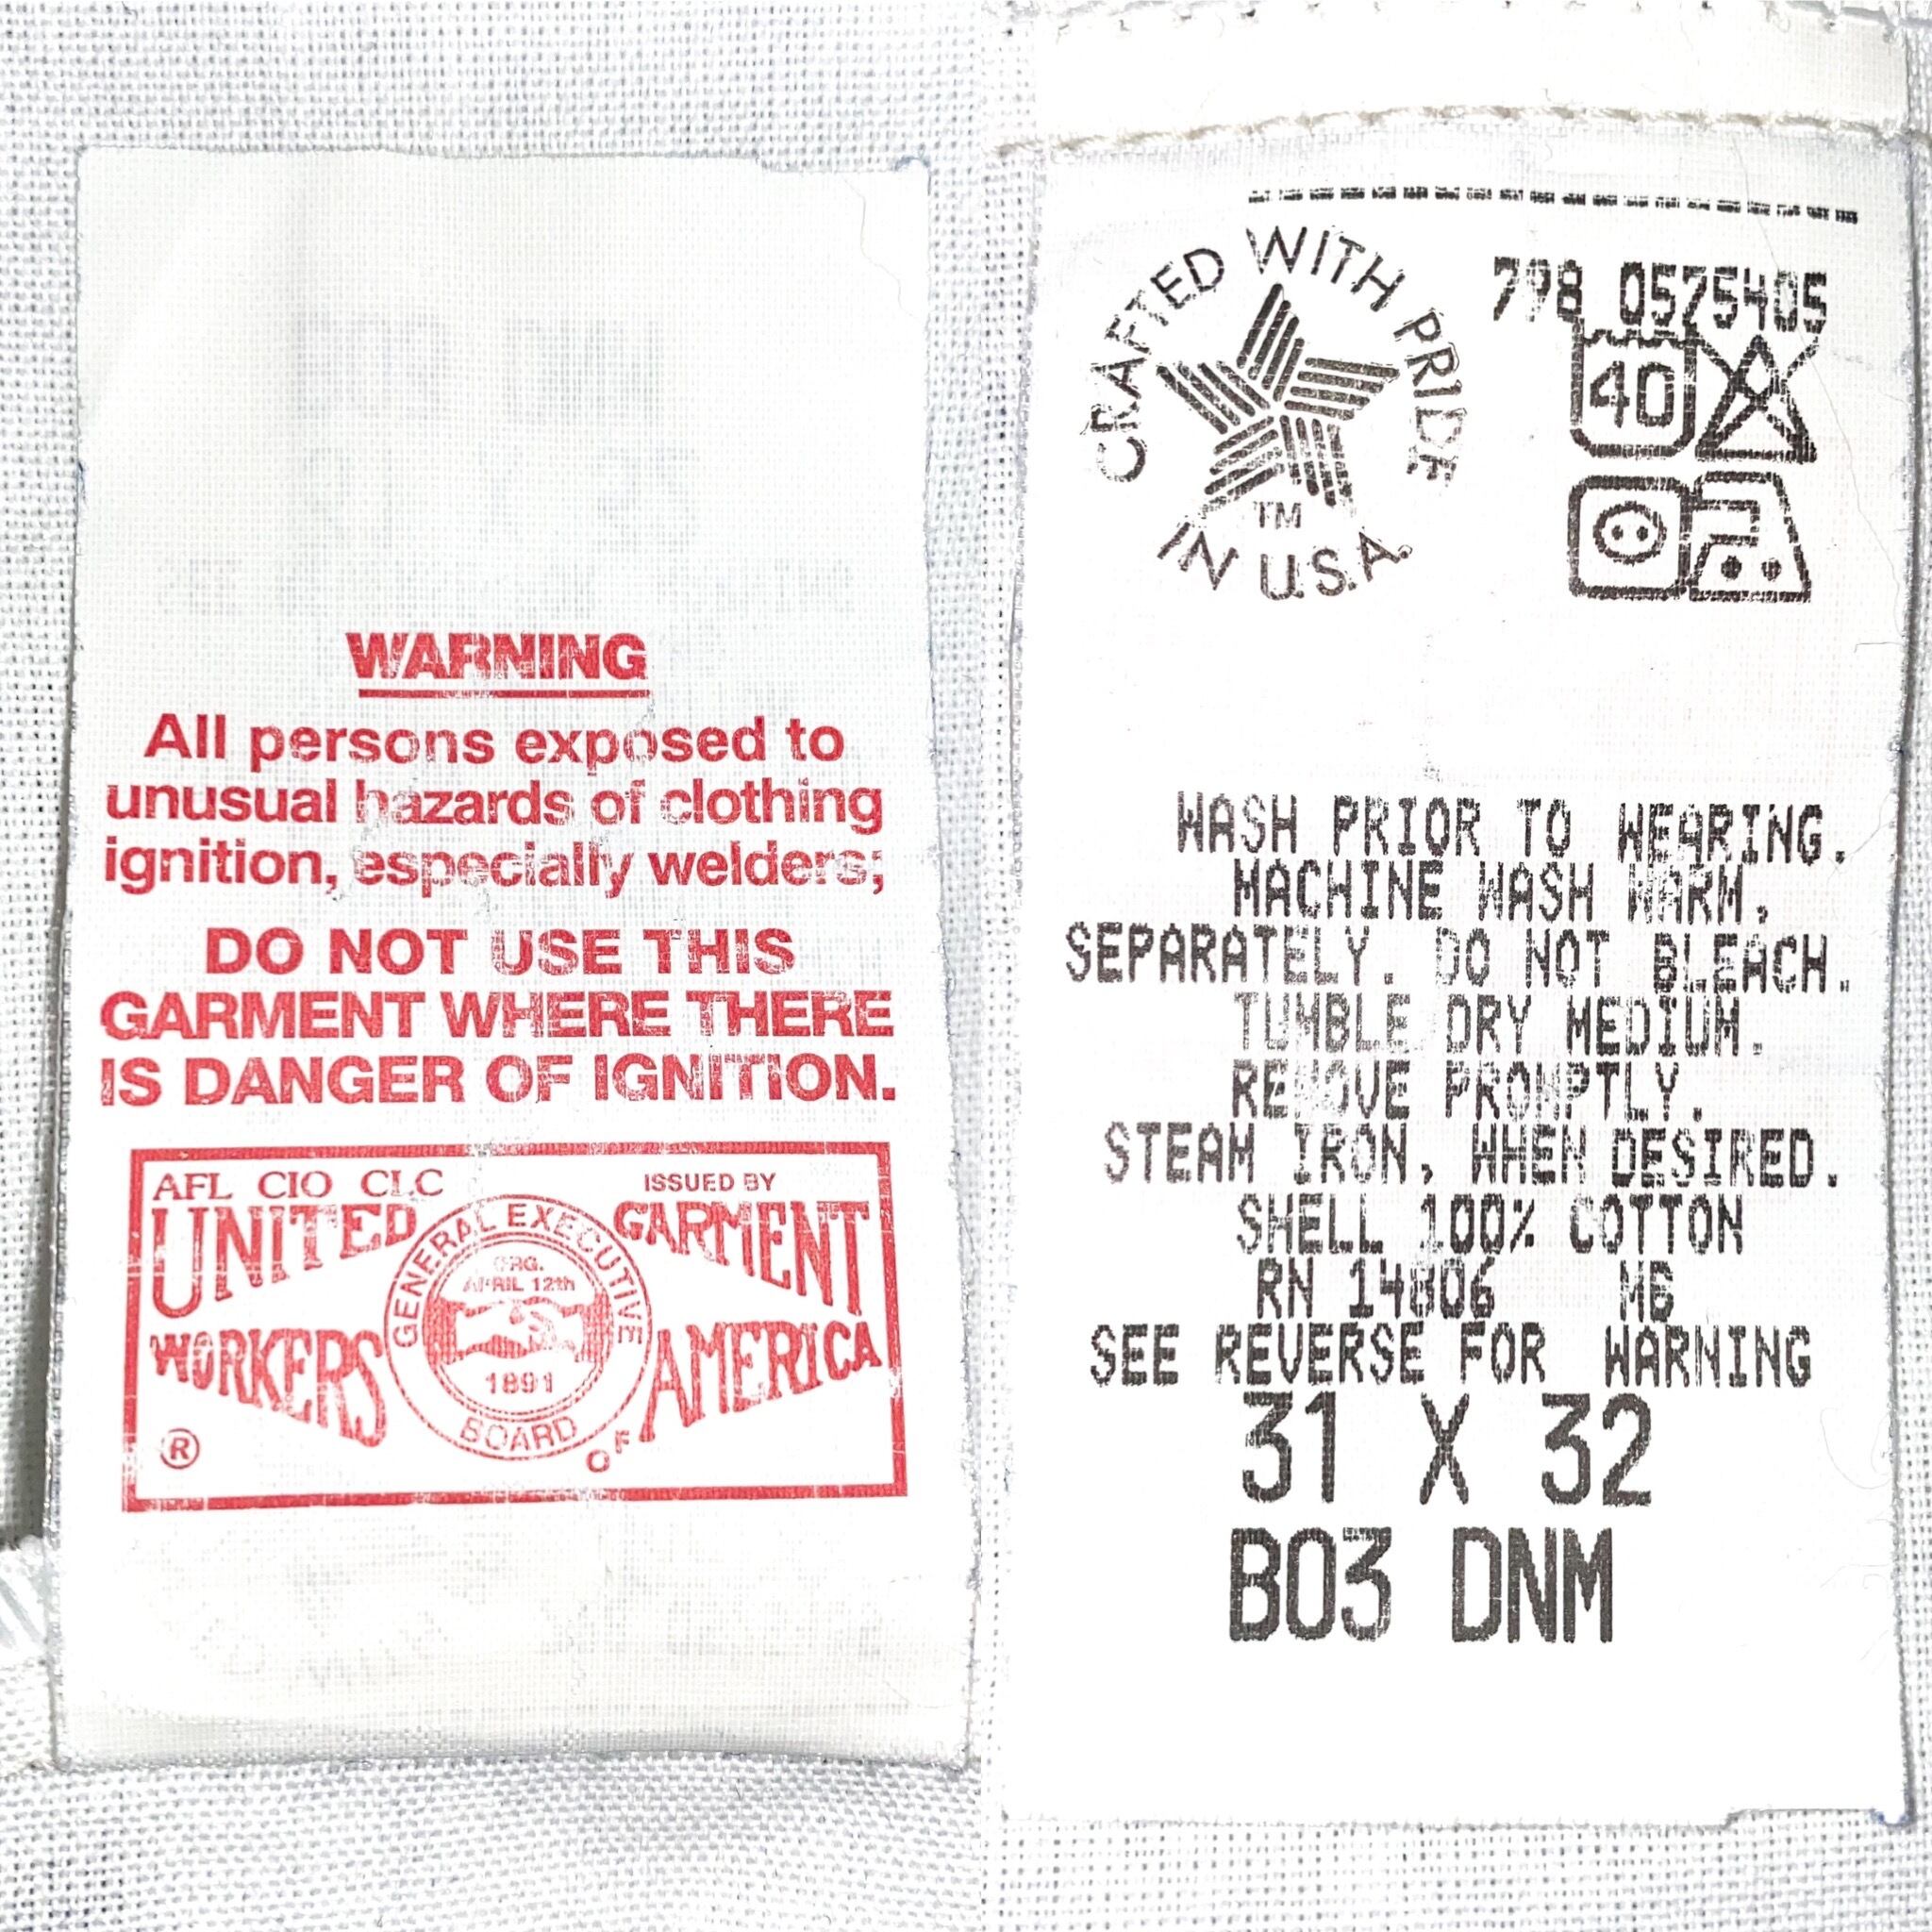 WARNING
All persons exposed to
unusual hazards of clothing
ignition, especially welders;
DO NOT USE THIS
GARMENT WHERE THERE
IS DANGER OF IGNITION.
AFL CIO CLC
ISSUED BY
UNITED GARMENT
WORKERS OF AMERICA
GENERAL EXECUTIVE
BOARD
ORG.
APRIL 12th
1891
®
CRAFTED WITH PRIDE
TM
IN U.S.A.
798 0575405
40
WASH PRIOR TO WEARING.
MACHINE WASH WARM,
SEPARATELY. DO NOT BLEACH.
TUMBLE DRY MEDIUM.
REMOVE PROMPTLY.
STEAM IRON, WHEN DESIRED.
SHELL 100% COTTON
RN 14806
SEE REVERSE FOR WARNING
31 X 32
B03 DNM